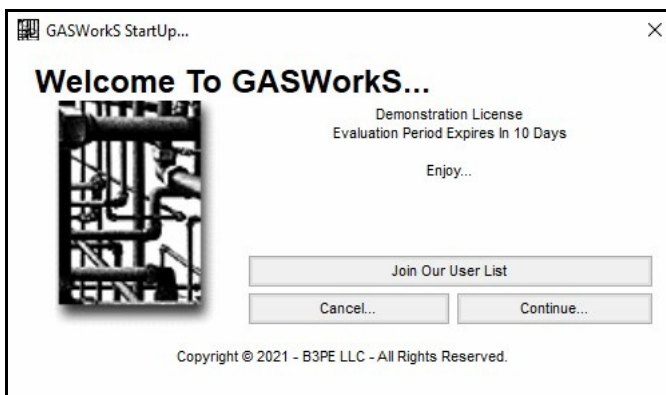 GASWorkS StartUp...
Welcome To GASWorkS...
Demonstration License
Evaluation Period Expires In 10 Days
Enjoy...
Join Our User List
Cancel...
Continue...
Copyright © 2021 - B3PE LLC - All Rights Reserved.